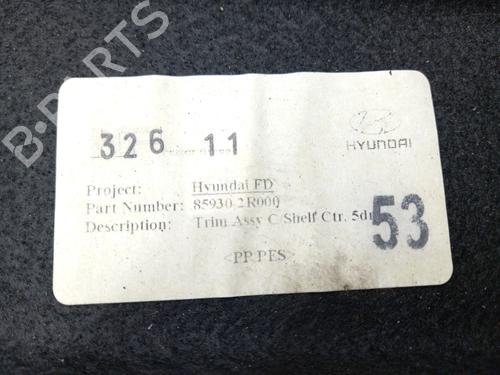 B-PARTS
326 11
HYUNDAI
Project: Hyundai FD
Part Number: 85930 2R000
Description: Trim Assy C/Shelf Ctr. 5dr
53
<PP.PES>